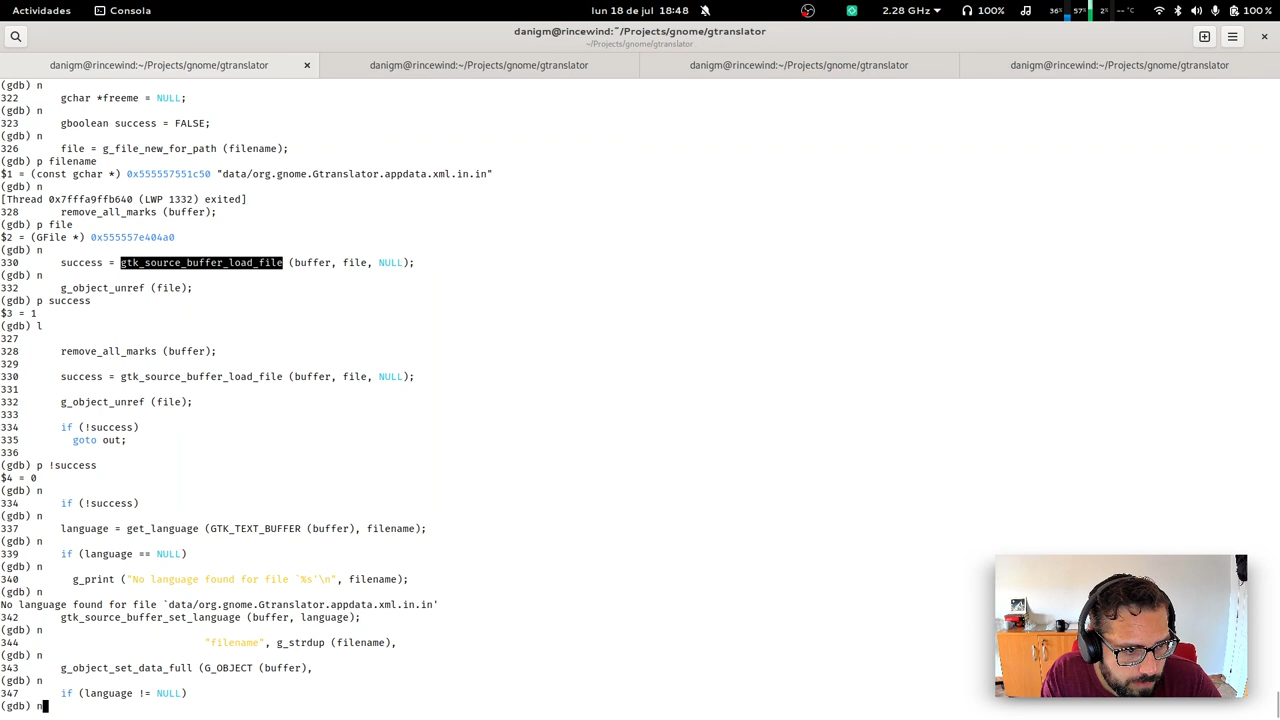 Actividades Consola lun 18 de jul 18:48 2.28 GHz 100% 36% 57% 2% --°C 100 %
danigm@rincewind:~/Projects/gnome/gtranslator
~/Projects/gnome/gtranslator
danigm@rincewind:~/Projects/gnome/gtranslator danigm@rincewind:~/Projects/gnome/gtranslator danigm@rincewind:~/Projects/gnome/gtranslator danigm@rincewind:~/Projects/gnome/gtranslator
(gdb) n
322 gchar *freeme = NULL;
(gdb) n
323 gboolean success = FALSE;
(gdb) n
326 file = g_file_new_for_path (filename);
(gdb) p filename
$1 = (const gchar *) 0x555557551c50 "data/org.gnome.Gtranslator.appdata.xml.in.in"
(gdb) n
[Thread 0x7fffa9ffb640 (LWP 1332) exited]
328 remove_all_marks (buffer);
(gdb) p file
$2 = (GFile *) 0x555557e404a0
(gdb) n
330 success = gtk_source_buffer_load_file (buffer, file, NULL);
(gdb) n
332 g_object_unref (file);
(gdb) p success
$3 = 1
(gdb) l
327
328 remove_all_marks (buffer);
329
330 success = gtk_source_buffer_load_file (buffer, file, NULL);
331
332 g_object_unref (file);
333
334 if (!success)
335 goto out;
336
(gdb) p !success
$4 = 0
(gdb) n
334 if (!success)
(gdb) n
337 language = get_language (GTK_TEXT_BUFFER (buffer), filename);
(gdb) n
339 if (language == NULL)
(gdb) n
340 g_print ("No language found for file `%s'\n", filename);
(gdb) n
No language found for file `data/org.gnome.Gtranslator.appdata.xml.in.in'
342 gtk_source_buffer_set_language (buffer, language);
(gdb) n
344 "filename", g_strdup (filename),
(gdb) n
343 g_object_set_data_full (G_OBJECT (buffer),
(gdb) n
347 if (language != NULL)
(gdb) n